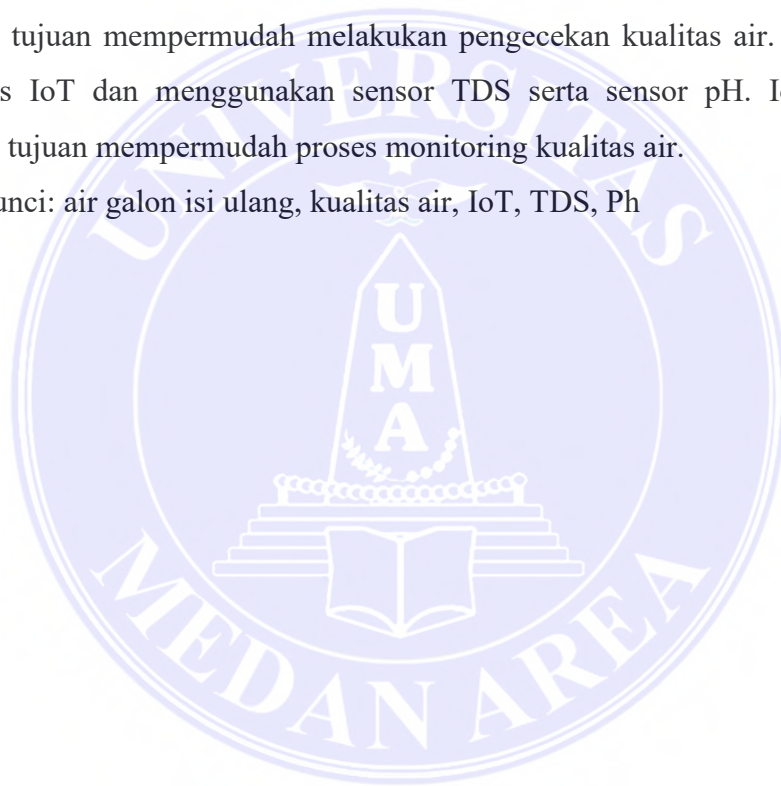 tujuan mempermudah melakukan pengecekan kualitas air.
s IoT dan menggunakan sensor TDS serta sensor pH. I
tujuan mempermudah proses monitoring kualitas air.
unci: air galon isi ulang, kualitas air, IoT, TDS, Ph
UNIVERSITAS
U
M
A
MEDAN AREA